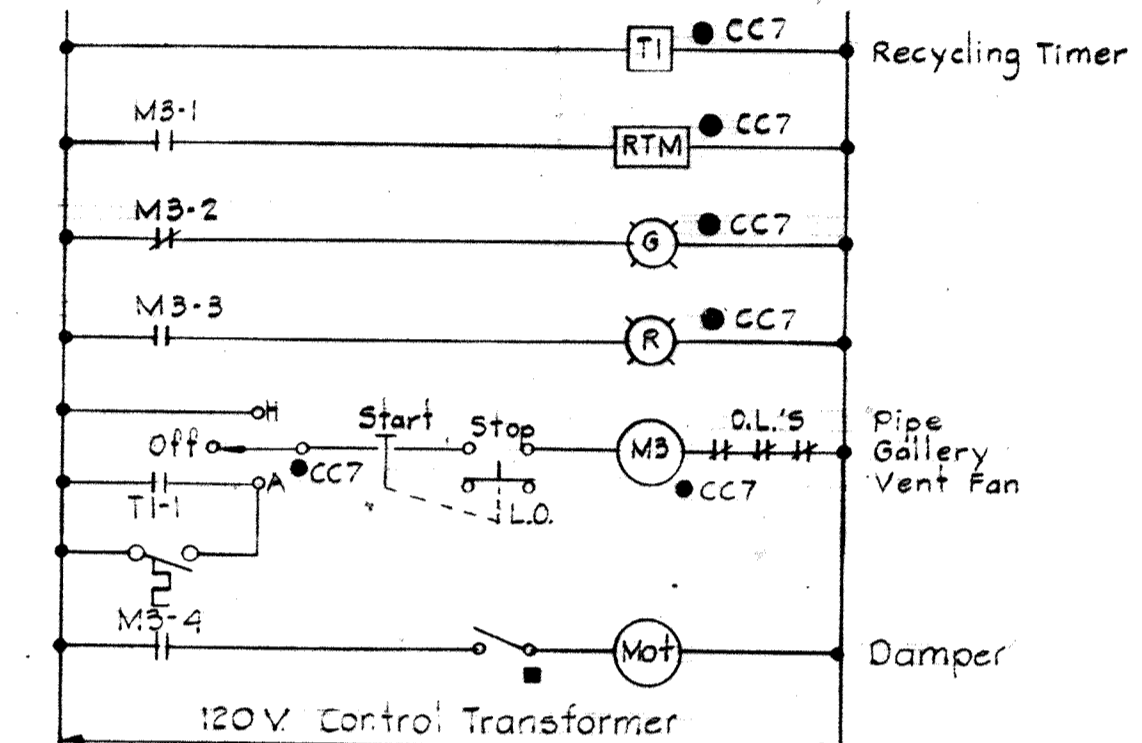 T1 CC7 Recycling Timer
M3-1
RTM CC7
M3-2
G CC7
M3-3
R CC7
H
Start
Stop
O.L.'S
Pipe
Gallery
Vent Fan
Off
CC7
M3
CC7
A
T1-1
L.O.
M3-4
Mot
Damper
120 V. Control Transformer